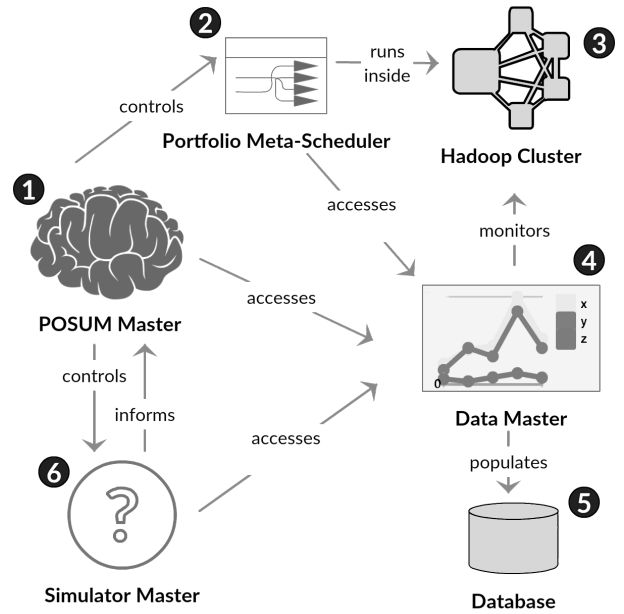 2
3
runs
inside
controls
Portfolio Meta-Scheduler
Hadoop Cluster
1
accesses
monitors
4
accesses
x
y
z
0
POSUM Master
controls
informs
accesses
Data Master
populates
6
?
5
Simulator Master
Database